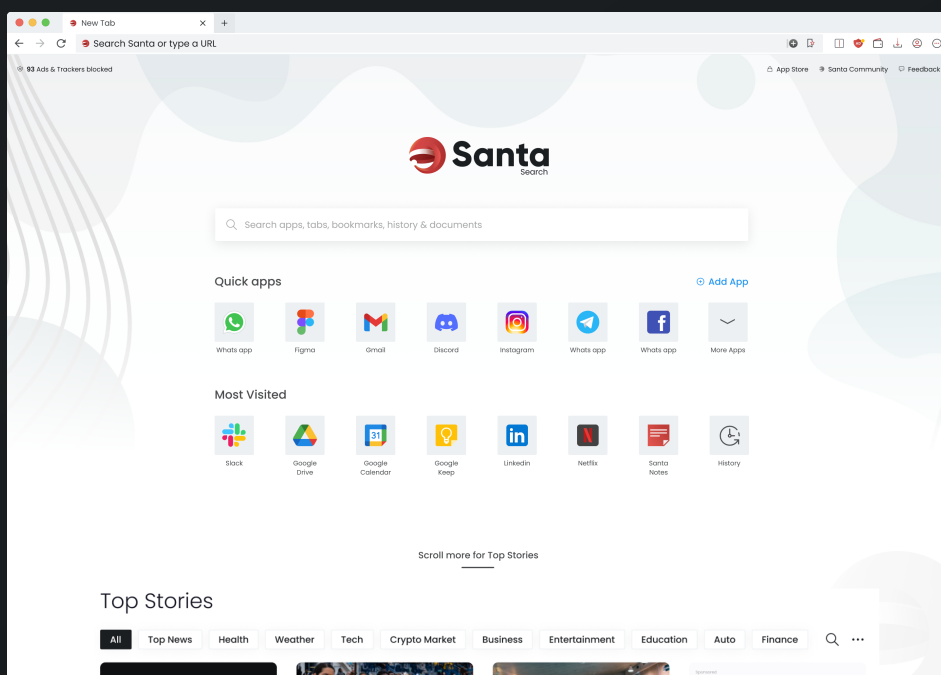 New Tab
Search Santa or type a URL
93 Ads & Trackers blocked
App Store Santa Community Feedback
Santa
Search
Search apps, tabs, bookmarks, history & documents
Quick apps
Add App
Whats app Figma Gmail Discord Instagram Whats app Whats app More Apps
Most Visited
31
Slack Google Google Google Linkedin Netflix Santa History
Drive Calendar Keep Notes
Scroll more for Top Stories
Top Stories
All Top News Health Weather Tech Crypto Market Business Entertainment Education Auto Finance
Sponsored